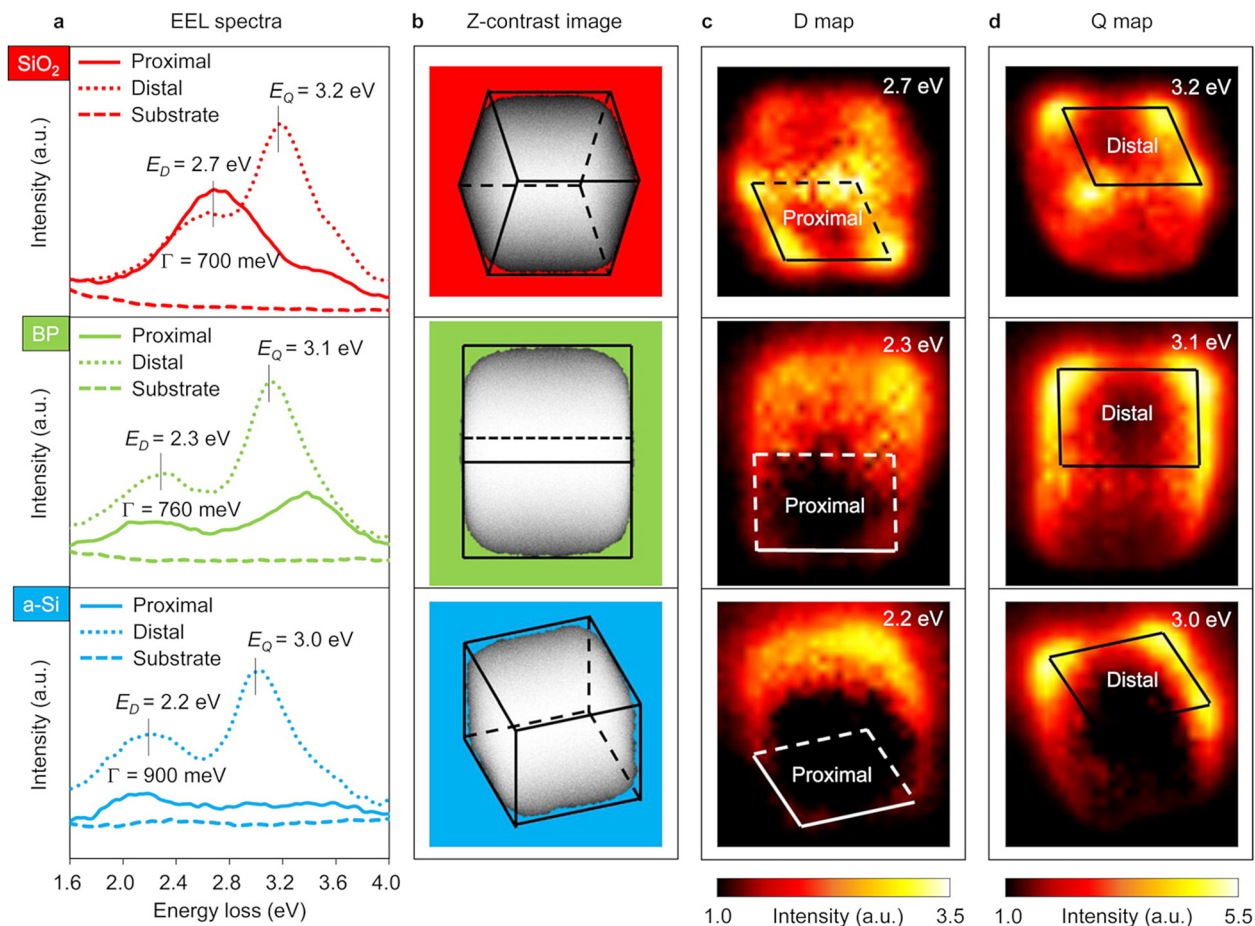 a EEL spectra b Z-contrast image c D map d Q map
SiO2
Proximal
Distal
Substrate
EQ = 3.2 eV
ED = 2.7 eV
Γ = 700 meV
Intensity (a.u.)
2.7 eV
Proximal
3.2 eV
Distal
BP
Proximal
Distal
Substrate
EQ = 3.1 eV
ED = 2.3 eV
Γ = 760 meV
Intensity (a.u.)
2.3 eV
Proximal
3.1 eV
Distal
a-Si
Proximal
Distal
Substrate
EQ = 3.0 eV
ED = 2.2 eV
Γ = 900 meV
Intensity (a.u.)
2.2 eV
Proximal
3.0 eV
Distal
1.6 2.0 2.4 2.8 3.2 3.6 4.0
Energy loss (eV)
1.0 Intensity (a.u.) 3.5
1.0 Intensity (a.u.) 5.5